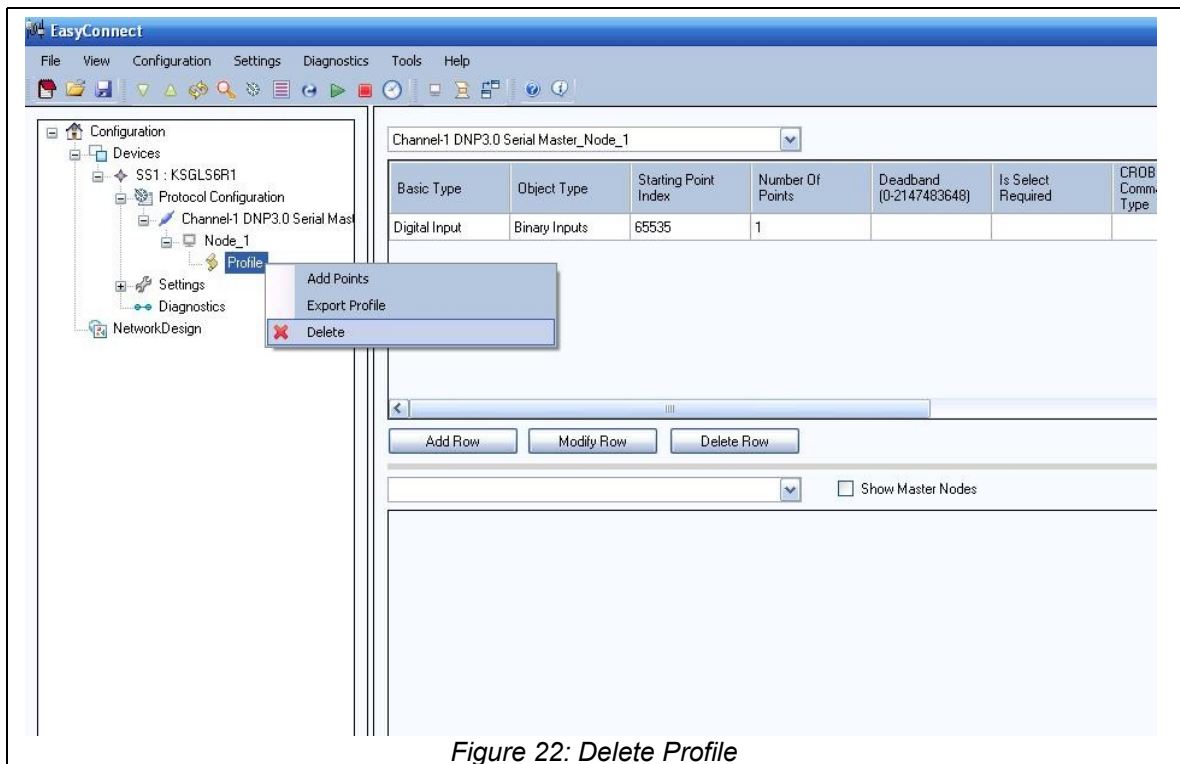 EasyConnect
File View Configuration Settings Diagnostics Tools Help
Configuration
Devices
SS1 : KSGLS6R1
Protocol Configuration
Channel-1 DNP3.0 Serial Mast
Node_1
Profile
Settings
Diagnostics
NetworkDesign
Add Points
Export Profile
Delete
Channel-1 DNP3.0 Serial Master_Node_1
Basic Type Object Type Starting Point Index Number Of Points Deadband (0-2147483648) Is Select Required CROB Comma Type
Digital Input Binary Inputs 65535 1
Add Row Modify Row Delete Row
Show Master Nodes
Figure 22: Delete Profile